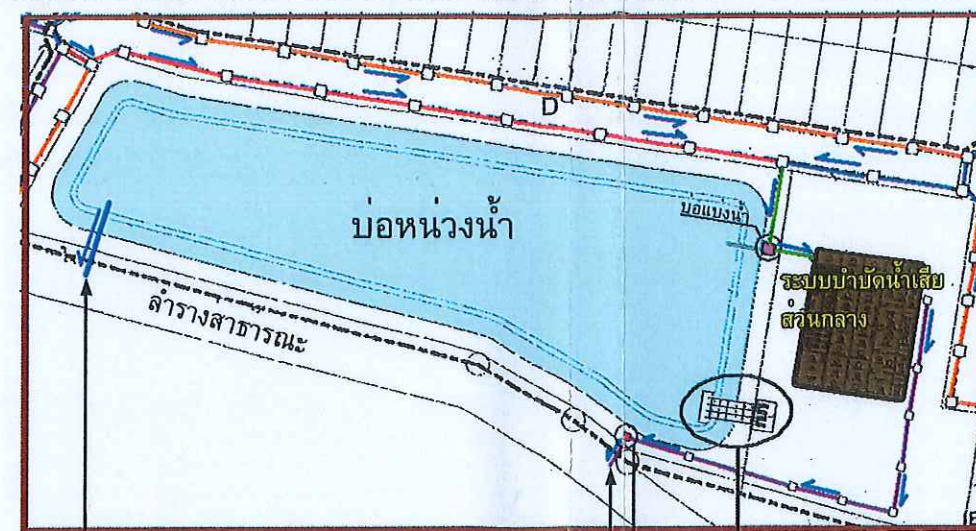 D
บ่อหน่วงน้ำ
บ่อแบ่งน้ำ
ระบบบำบัดน้ำเสีย
ส่วนกลาง
ลำรางสาธารณะ